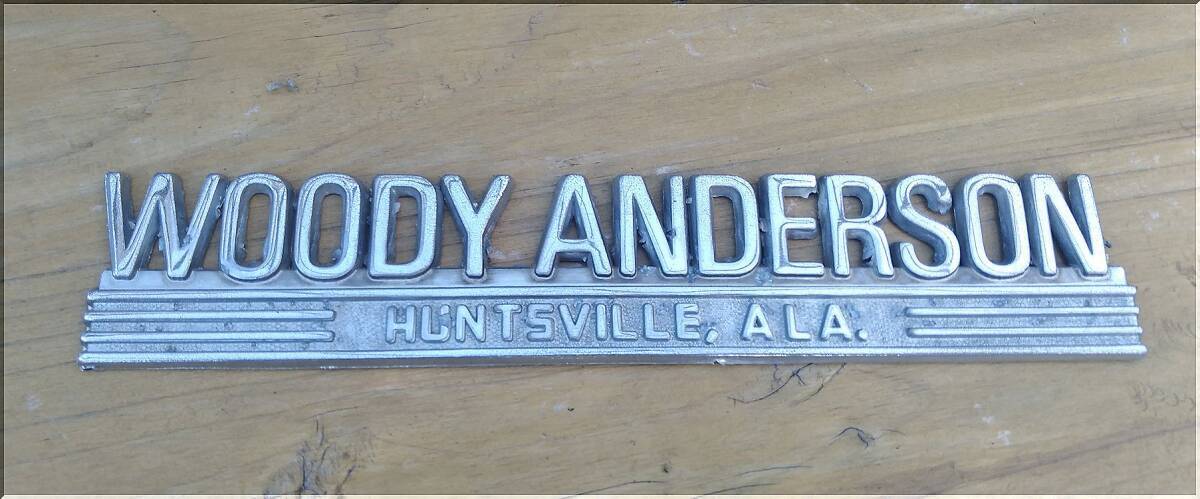 WOODY ANDERSON
HUNTSVILLE, ALA.